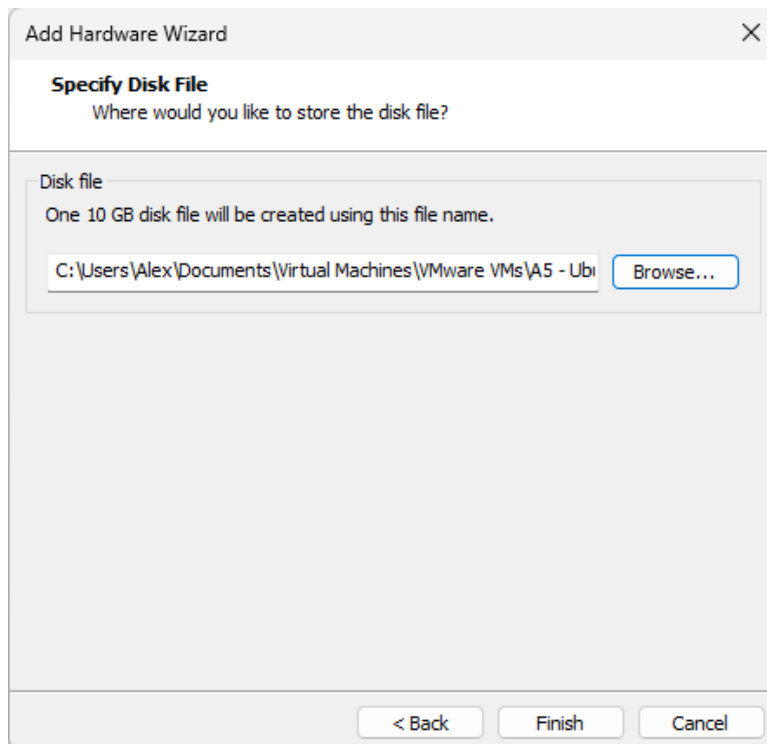 Add Hardware Wizard
Specify Disk File
Where would you like to store the disk file?
Disk file
One 10 GB disk file will be created using this file name.
C:\Users\Alex\Documents\Virtual Machines\VMware VMs\A5 - Ubu
Browse...
< Back
Finish
Cancel